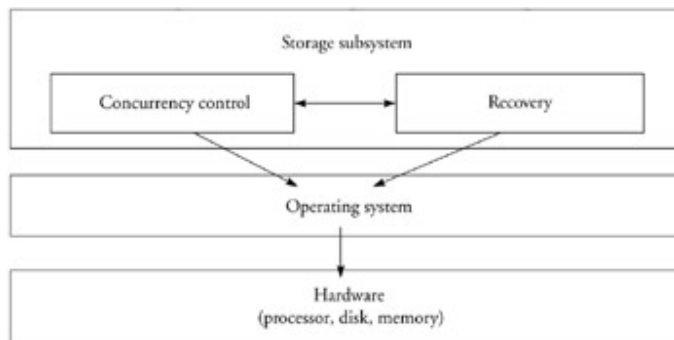 Storage subsystem
Concurrency control
Recovery
Operating system
Hardware
(processor, disk, memory)